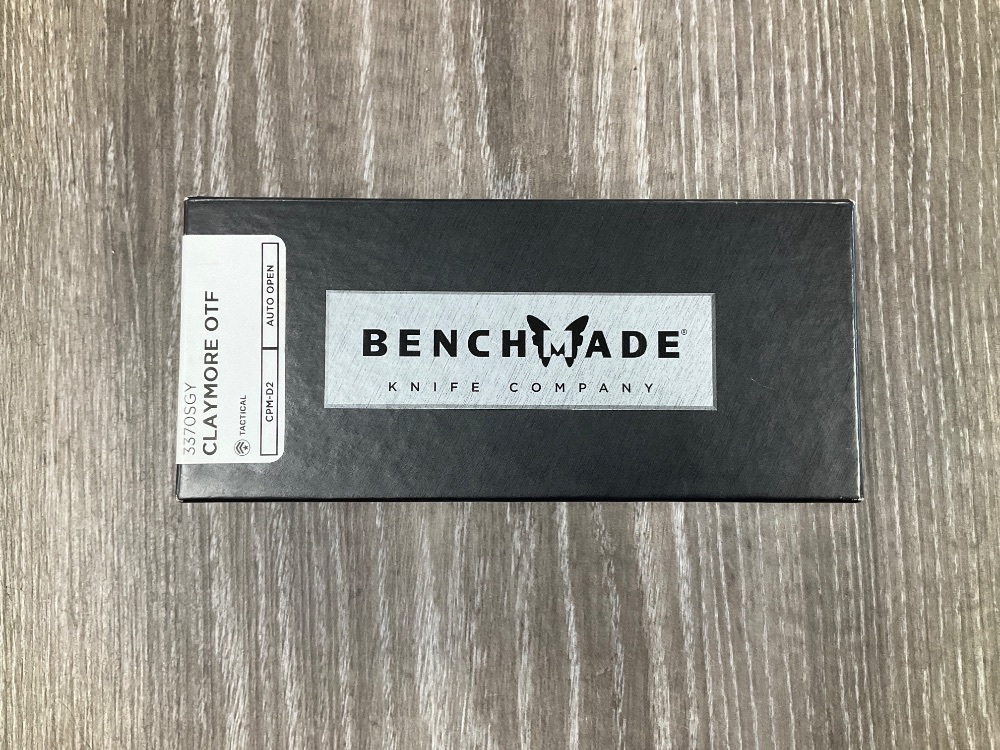 3370SGY
CLAYMORE OTF
TACTICAL
CPM-D2 AUTO OPEN
BENCHMADE®
KNIFE COMPANY